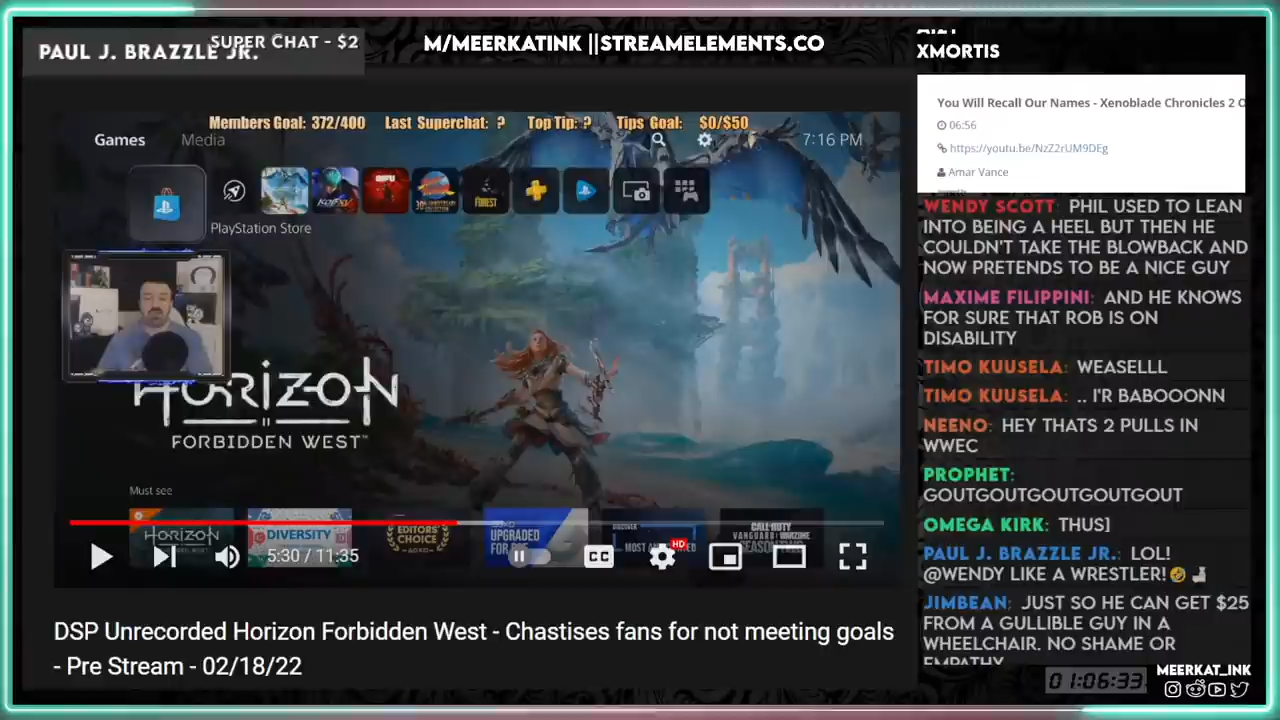 SUPER CHAT - $2
PAUL J. BRAZZLE JR.
M/MEERKATINK ||STREAMELEMENTS.CO
XMORTIS
You Will Recall Our Names - Xenoblade Chronicles 2 O
06:56
https://youtu.be/NzZ2rUM9DEg
Amar Vance
Members Goal: 372/400 Last Superchat: ? Top Tip: ? Tips Goal: $0/$50
Games Media 7:16 PM
PlayStation Store
HORIZON
FORBIDDEN WEST
Must see
HORIZON
DIVERSITY
EDITORS'
CHOICE
UPGRADED
CALL·DUTY
5:30 / 11:35
CC
HD
DSP Unrecorded Horizon Forbidden West - Chastises fans for not meeting goals
- Pre Stream - 02/18/22
WENDY SCOTT: PHIL USED TO LEAN
INTO BEING A HEEL BUT THEN HE
COULDN'T TAKE THE BLOWBACK AND
NOW PRETENDS TO BE A NICE GUY
MAXIME FILIPPINI: AND HE KNOWS
FOR SURE THAT ROB IS ON
DISABILITY
TIMO KUUSELA: WEASELLL
TIMO KUUSELA: .. I'R BABOOONN
NEENO: HEY THATS 2 PULLS IN
WWEC
PROPHET:
GOUTGOUTGOUTGOUTGOUT
OMEGA KIRK: THUS]
PAUL J. BRAZZLE JR.: LOL!
@WENDY LIKE A WRESTLER!
JIMBEAN: JUST SO HE CAN GET $25
FROM A GULLIBLE GUY IN A
WHEELCHAIR. NO SHAME OR
EMPATHY
01:06:33
MEERKAT_INK